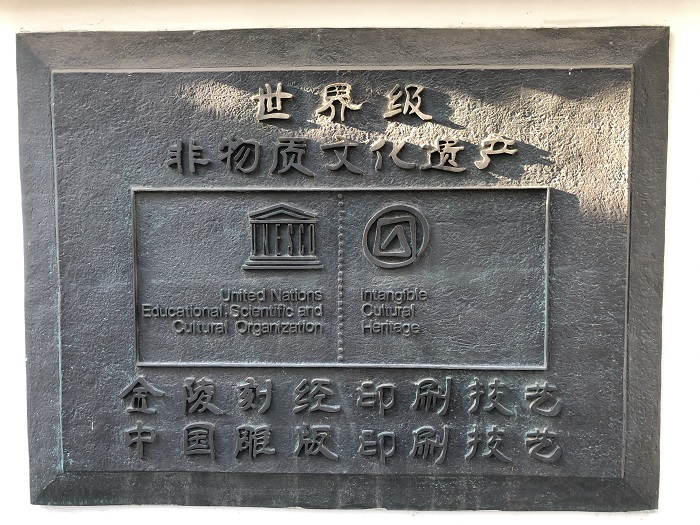 世界级
非物质文化遗产
UNESCO
United Nations
Educational, Scientific and
Cultural Organization
Intangible
Cultural
Heritage
金陵刻经印刷技艺
中国雕版印刷技艺